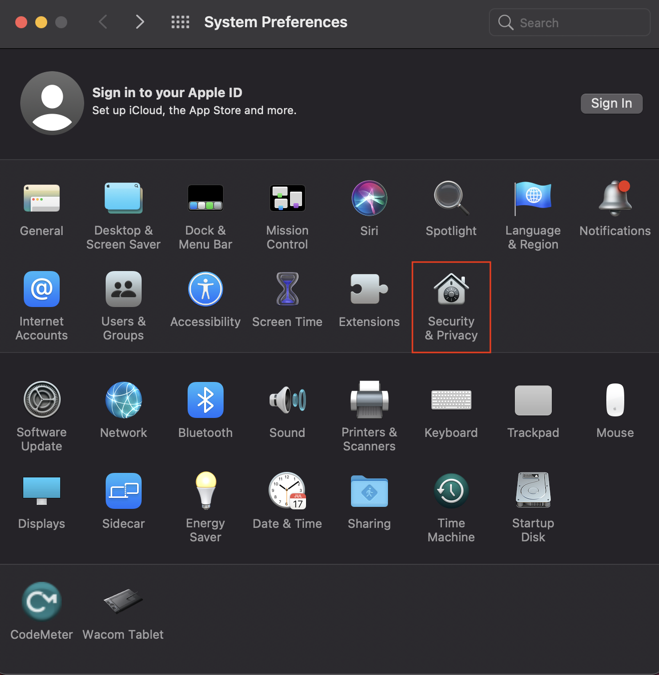 System Preferences
Search
Sign in to your Apple ID
Set up iCloud, the App Store and more.
Sign In
General
Desktop &
Screen Saver
Dock &
Menu Bar
Mission
Control
Siri
Spotlight
Language
& Region
Notifications
Internet
Accounts
Users &
Groups
Accessibility
Screen Time
Extensions
Security
& Privacy
Software
Update
Network
Bluetooth
Sound
Printers &
Scanners
Keyboard
Trackpad
Mouse
Displays
Sidecar
Energy
Saver
JUL
17
Date & Time
Sharing
Time
Machine
Startup
Disk
CodeMeter
Wacom Tablet